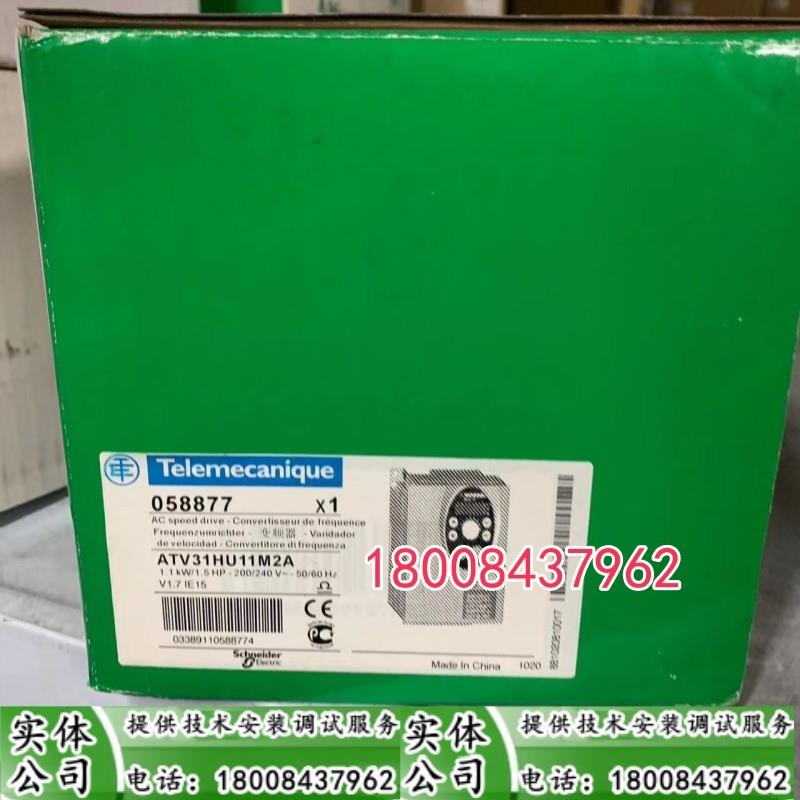 Telemecanique
058877 x1
AC speed drive - Convertisseur de fréquence
Frequenzumrichter - 变频器 - Variador
de velocidad - Convertitore di frequenza
ATV31HU11M2A
1.1 kW/1.5 HP - 200/240 V~ - 50/60 Hz
V1.7 IE15
03389110588774
Schneider
Electric
CE
Made In China 1020
8B1020810017
18008437962
实体公司
提供技术安装调试服务
电话：18008437962
实体公司
提供技术安装调试服务
电话：18008437962